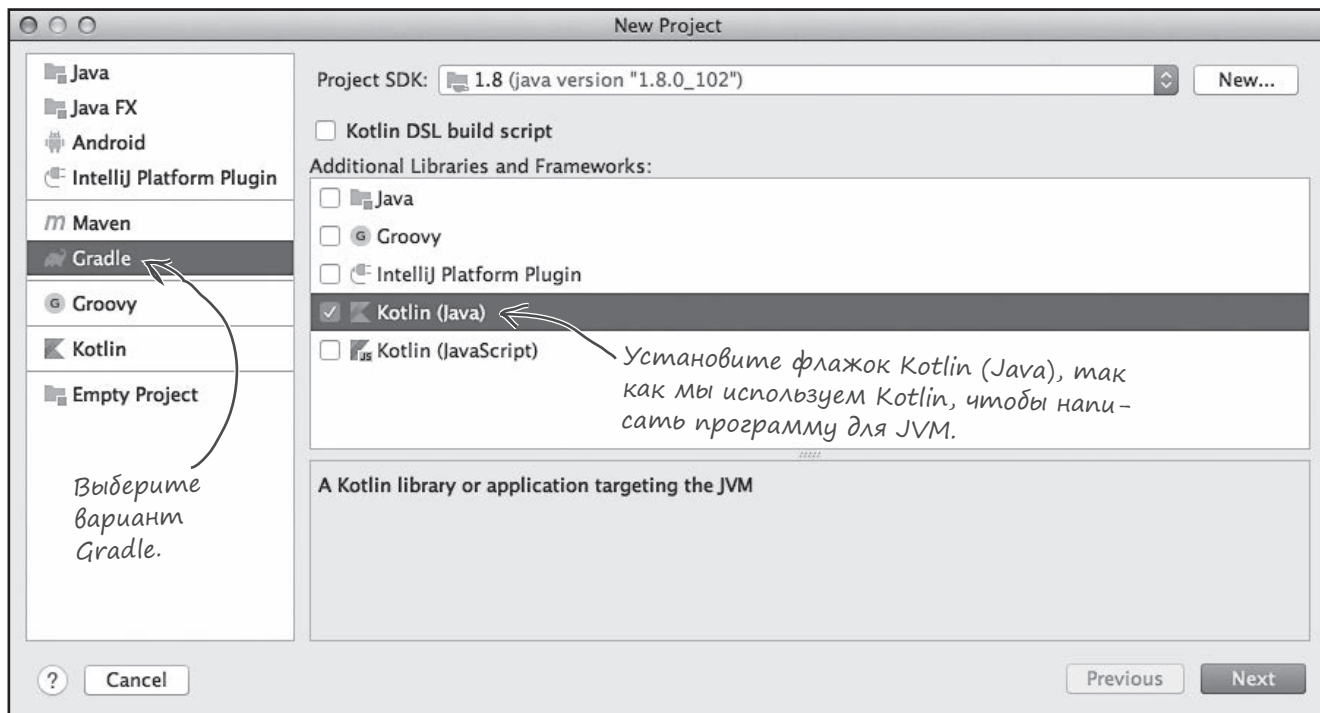 New Project
Java
Java FX
Android
IntelliJ Platform Plugin
Maven
Gradle
Groovy
Kotlin
Empty Project
Выберите
вариант
Gradle.
Project SDK: 1.8 (java version "1.8.0_102") New...
Kotlin DSL build script
Additional Libraries and Frameworks:
Java
G Groovy
IntelliJ Platform Plugin
Kotlin (Java)
JS Kotlin (JavaScript)
Установите флажок Kotlin (Java), так
как мы используем Kotlin, чтобы напи-
сать программу для JVM.
A Kotlin library or application targeting the JVM
? Cancel Previous Next